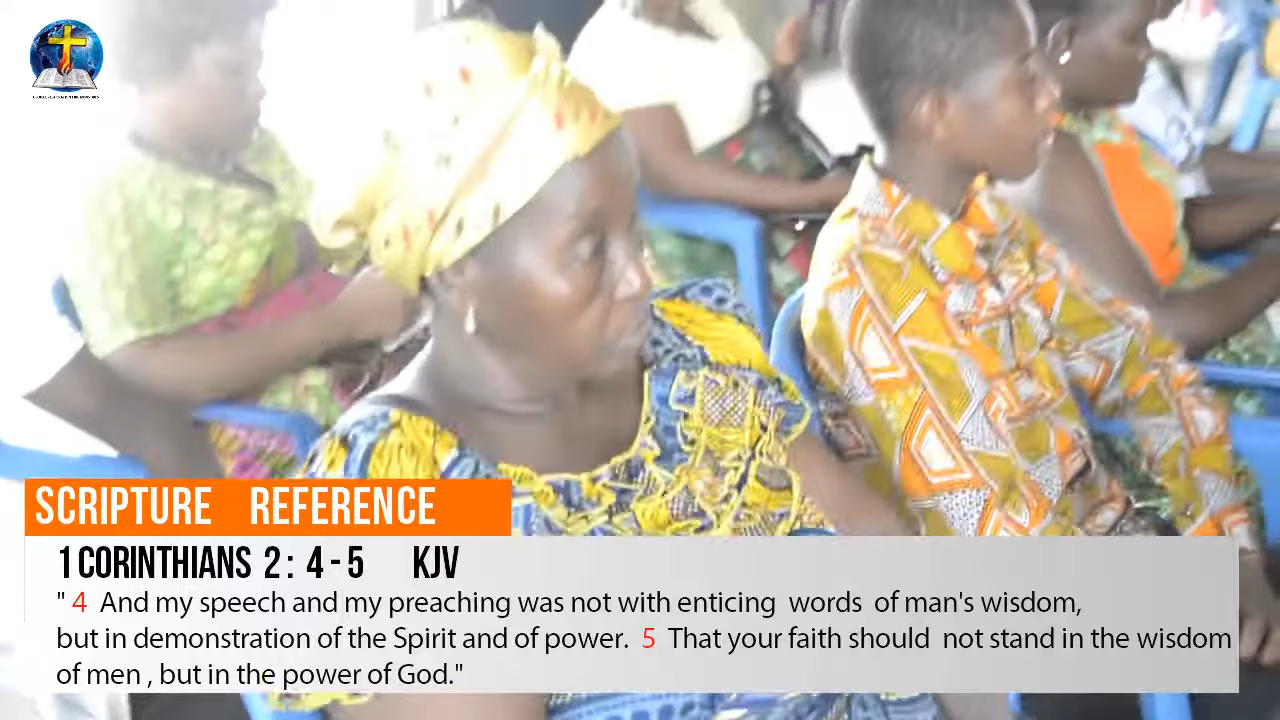 SCRIPTURE REFERENCE
1 CORINTHIANS 2 : 4 - 5 KJV
" 4 And my speech and my preaching was not with enticing words of man's wisdom,
but in demonstration of the Spirit and of power. 5 That your faith should not stand in the wisdom
of men , but in the power of God."